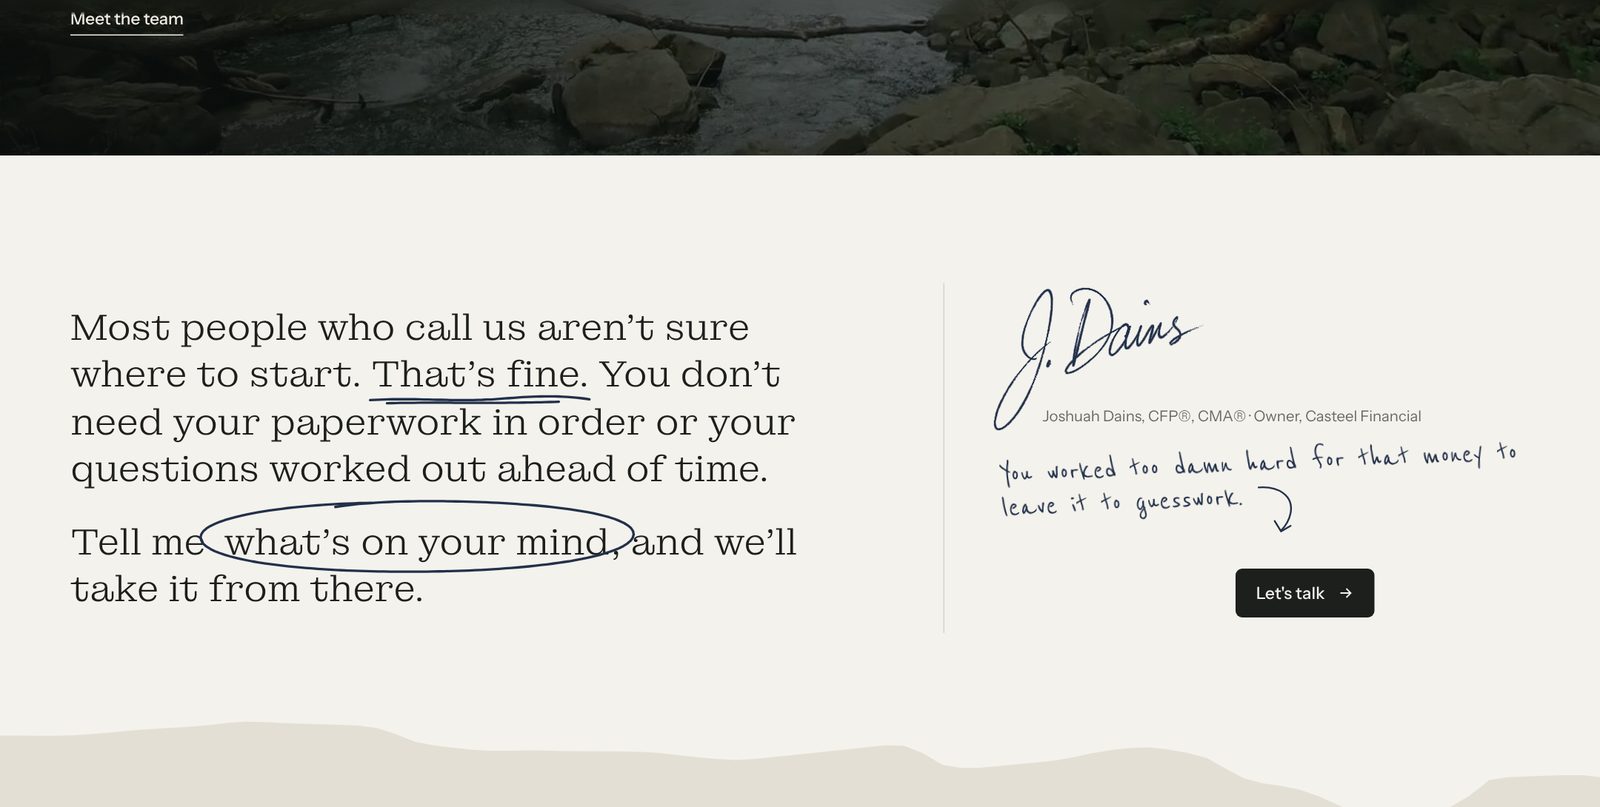 Meet the team
Most people who call us aren’t sure
where to start. That’s fine. You don’t
need your paperwork in order or your
questions worked out ahead of time.
Tell me what’s on your mind, and we’ll
take it from there.
J. Dains
Joshuah Dains, CFP®, CMA® · Owner, Casteel Financial
You worked too damn hard for that money to
leave it to guesswork.
Let's talk →